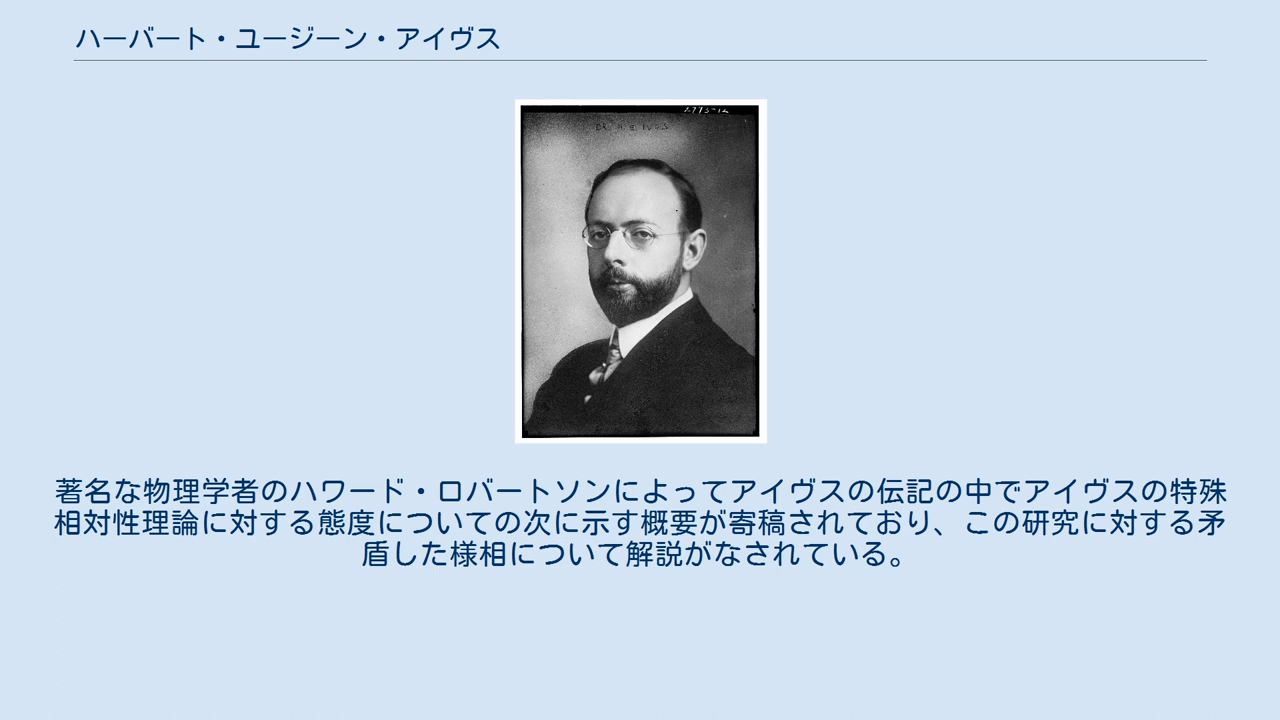 ハーバート・ユージーン・アイヴス
著名な物理学者のハワード・ロバートソンによってアイヴスの伝記の中でアイヴスの特殊
相対性理論に対する態度についての次に示す概要が寄稿されており、この研究に対する矛
盾した様相について解説がなされている。